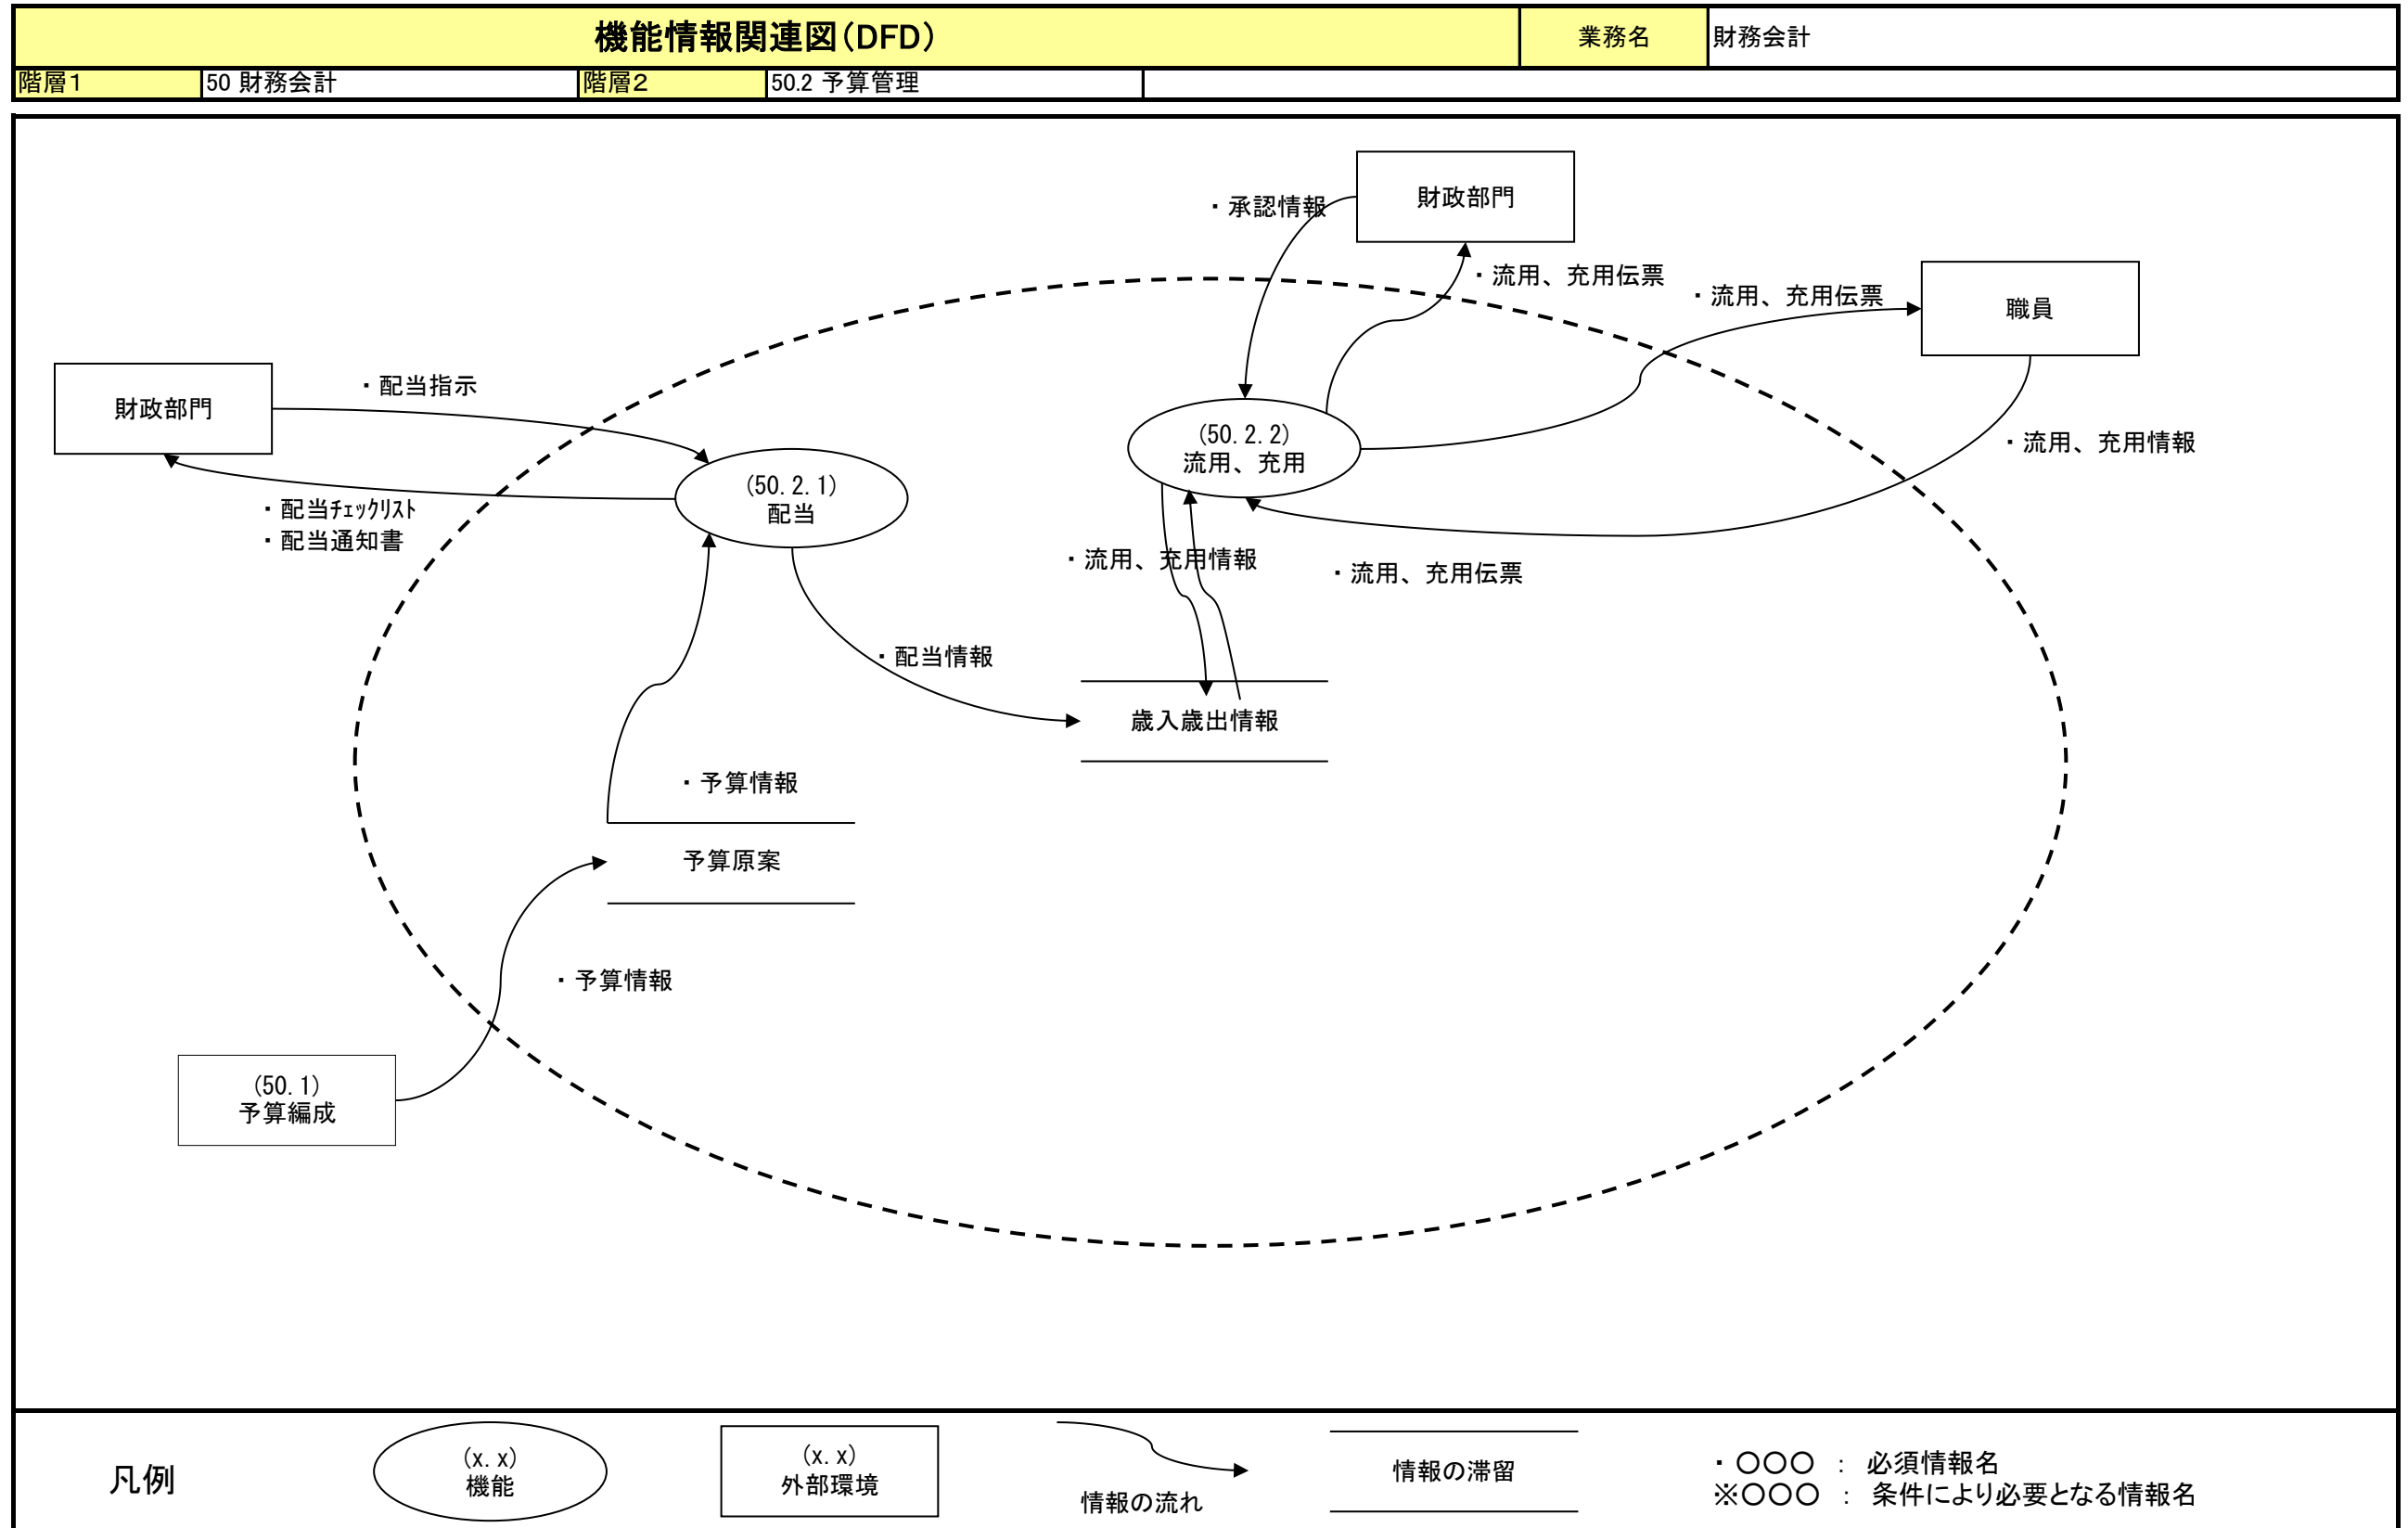 機能情報関連図(DFD)
業務名
財務会計
階層1
50 財務会計
階層2
50.2 予算管理
財政部門
・承認情報
・流用、充用伝票
・流用、充用伝票
職員
財政部門
・配当指示
(50.2.2)
流用、充用
・流用、充用情報
(50.2.1)
配当
・配当ﾁｪｯｸﾘｽﾄ
・配当通知書
・流用、充用情報
・流用、充用伝票
・配当情報
歳入歳出情報
・予算情報
予算原案
・予算情報
(50.1)
予算編成
凡例
(x.x)
機能
(x.x)
外部環境
情報の流れ
情報の滞留
・〇〇〇 : 必須情報名
※〇〇〇 : 条件により必要となる情報名